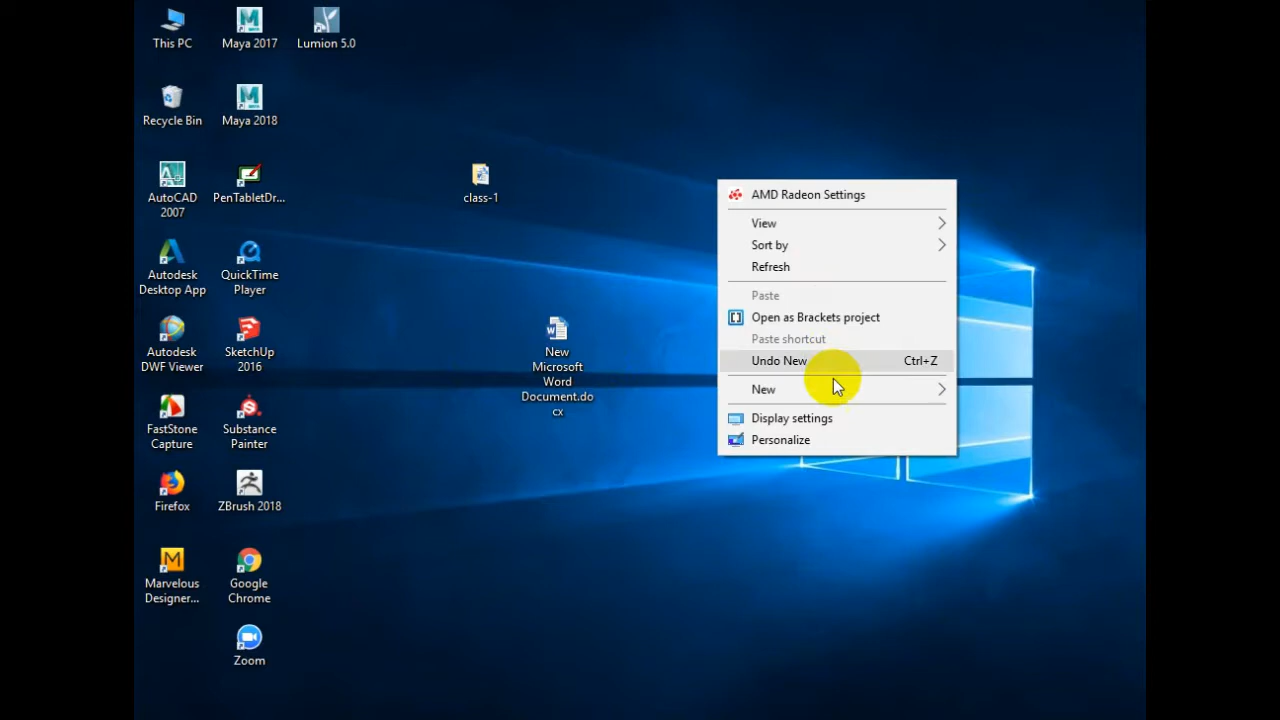 This PC
Maya 2017
Lumion 5.0
Recycle Bin
Maya 2018
AutoCAD
2007
PenTabletDr...
class-1
Autodesk
Desktop App
QuickTime
Player
Autodesk
DWF Viewer
SketchUp
2016
New
Microsoft
Word
Document.do
cx
FastStone
Capture
Substance
Painter
Firefox
ZBrush 2018
Marvelous
Designer...
Google
Chrome
Zoom
AMD Radeon Settings
View
Sort by
Refresh
Paste
Open as Brackets project
Paste shortcut
Undo New Ctrl+Z
New
Display settings
Personalize